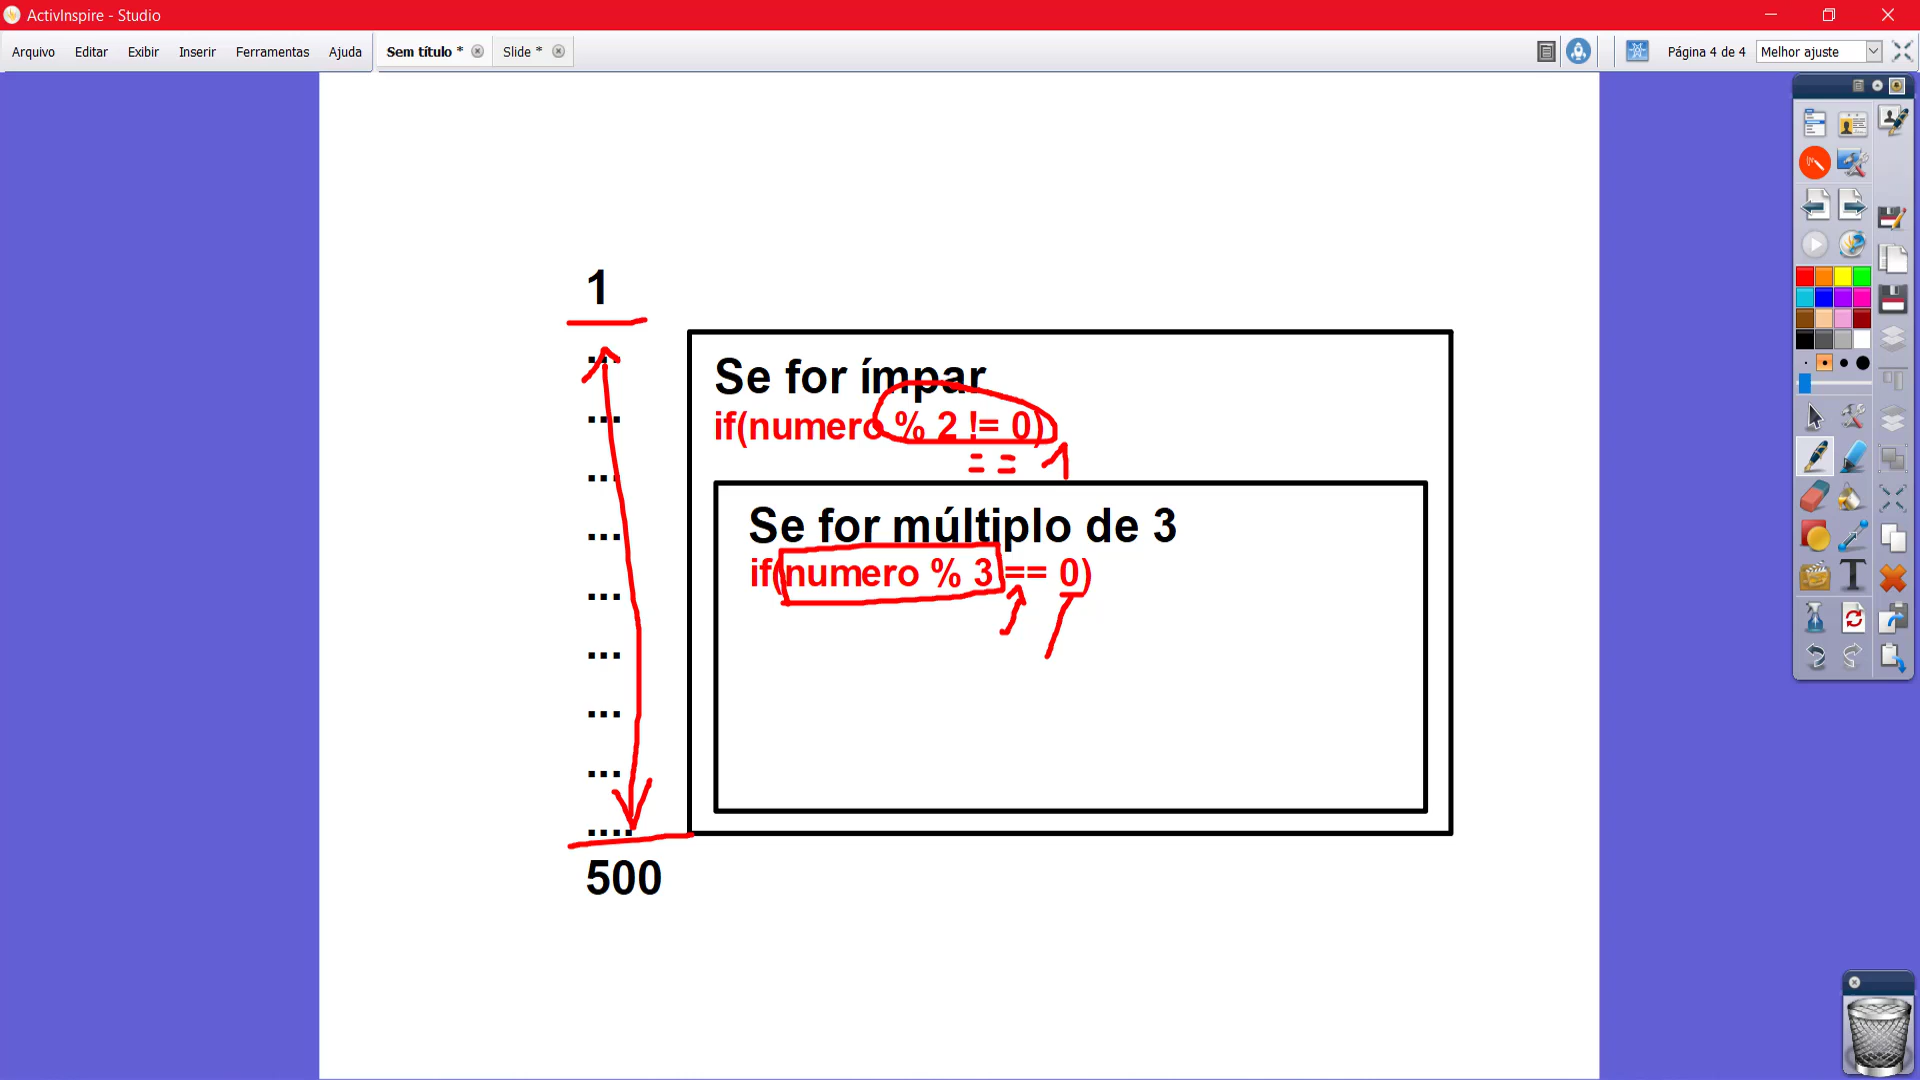 ActivInspire - Studio
Arquivo Editar Exibir Inserir Ferramentas Ajuda Sem título * Slide * Página 4 de 4 Melhor ajuste
1
...
...
...
...
...
...
...
...
....
500
Se for ímpar
if(numero % 2 != 0)
== 1
Se for múltiplo de 3
if(numero % 3 == 0)
T